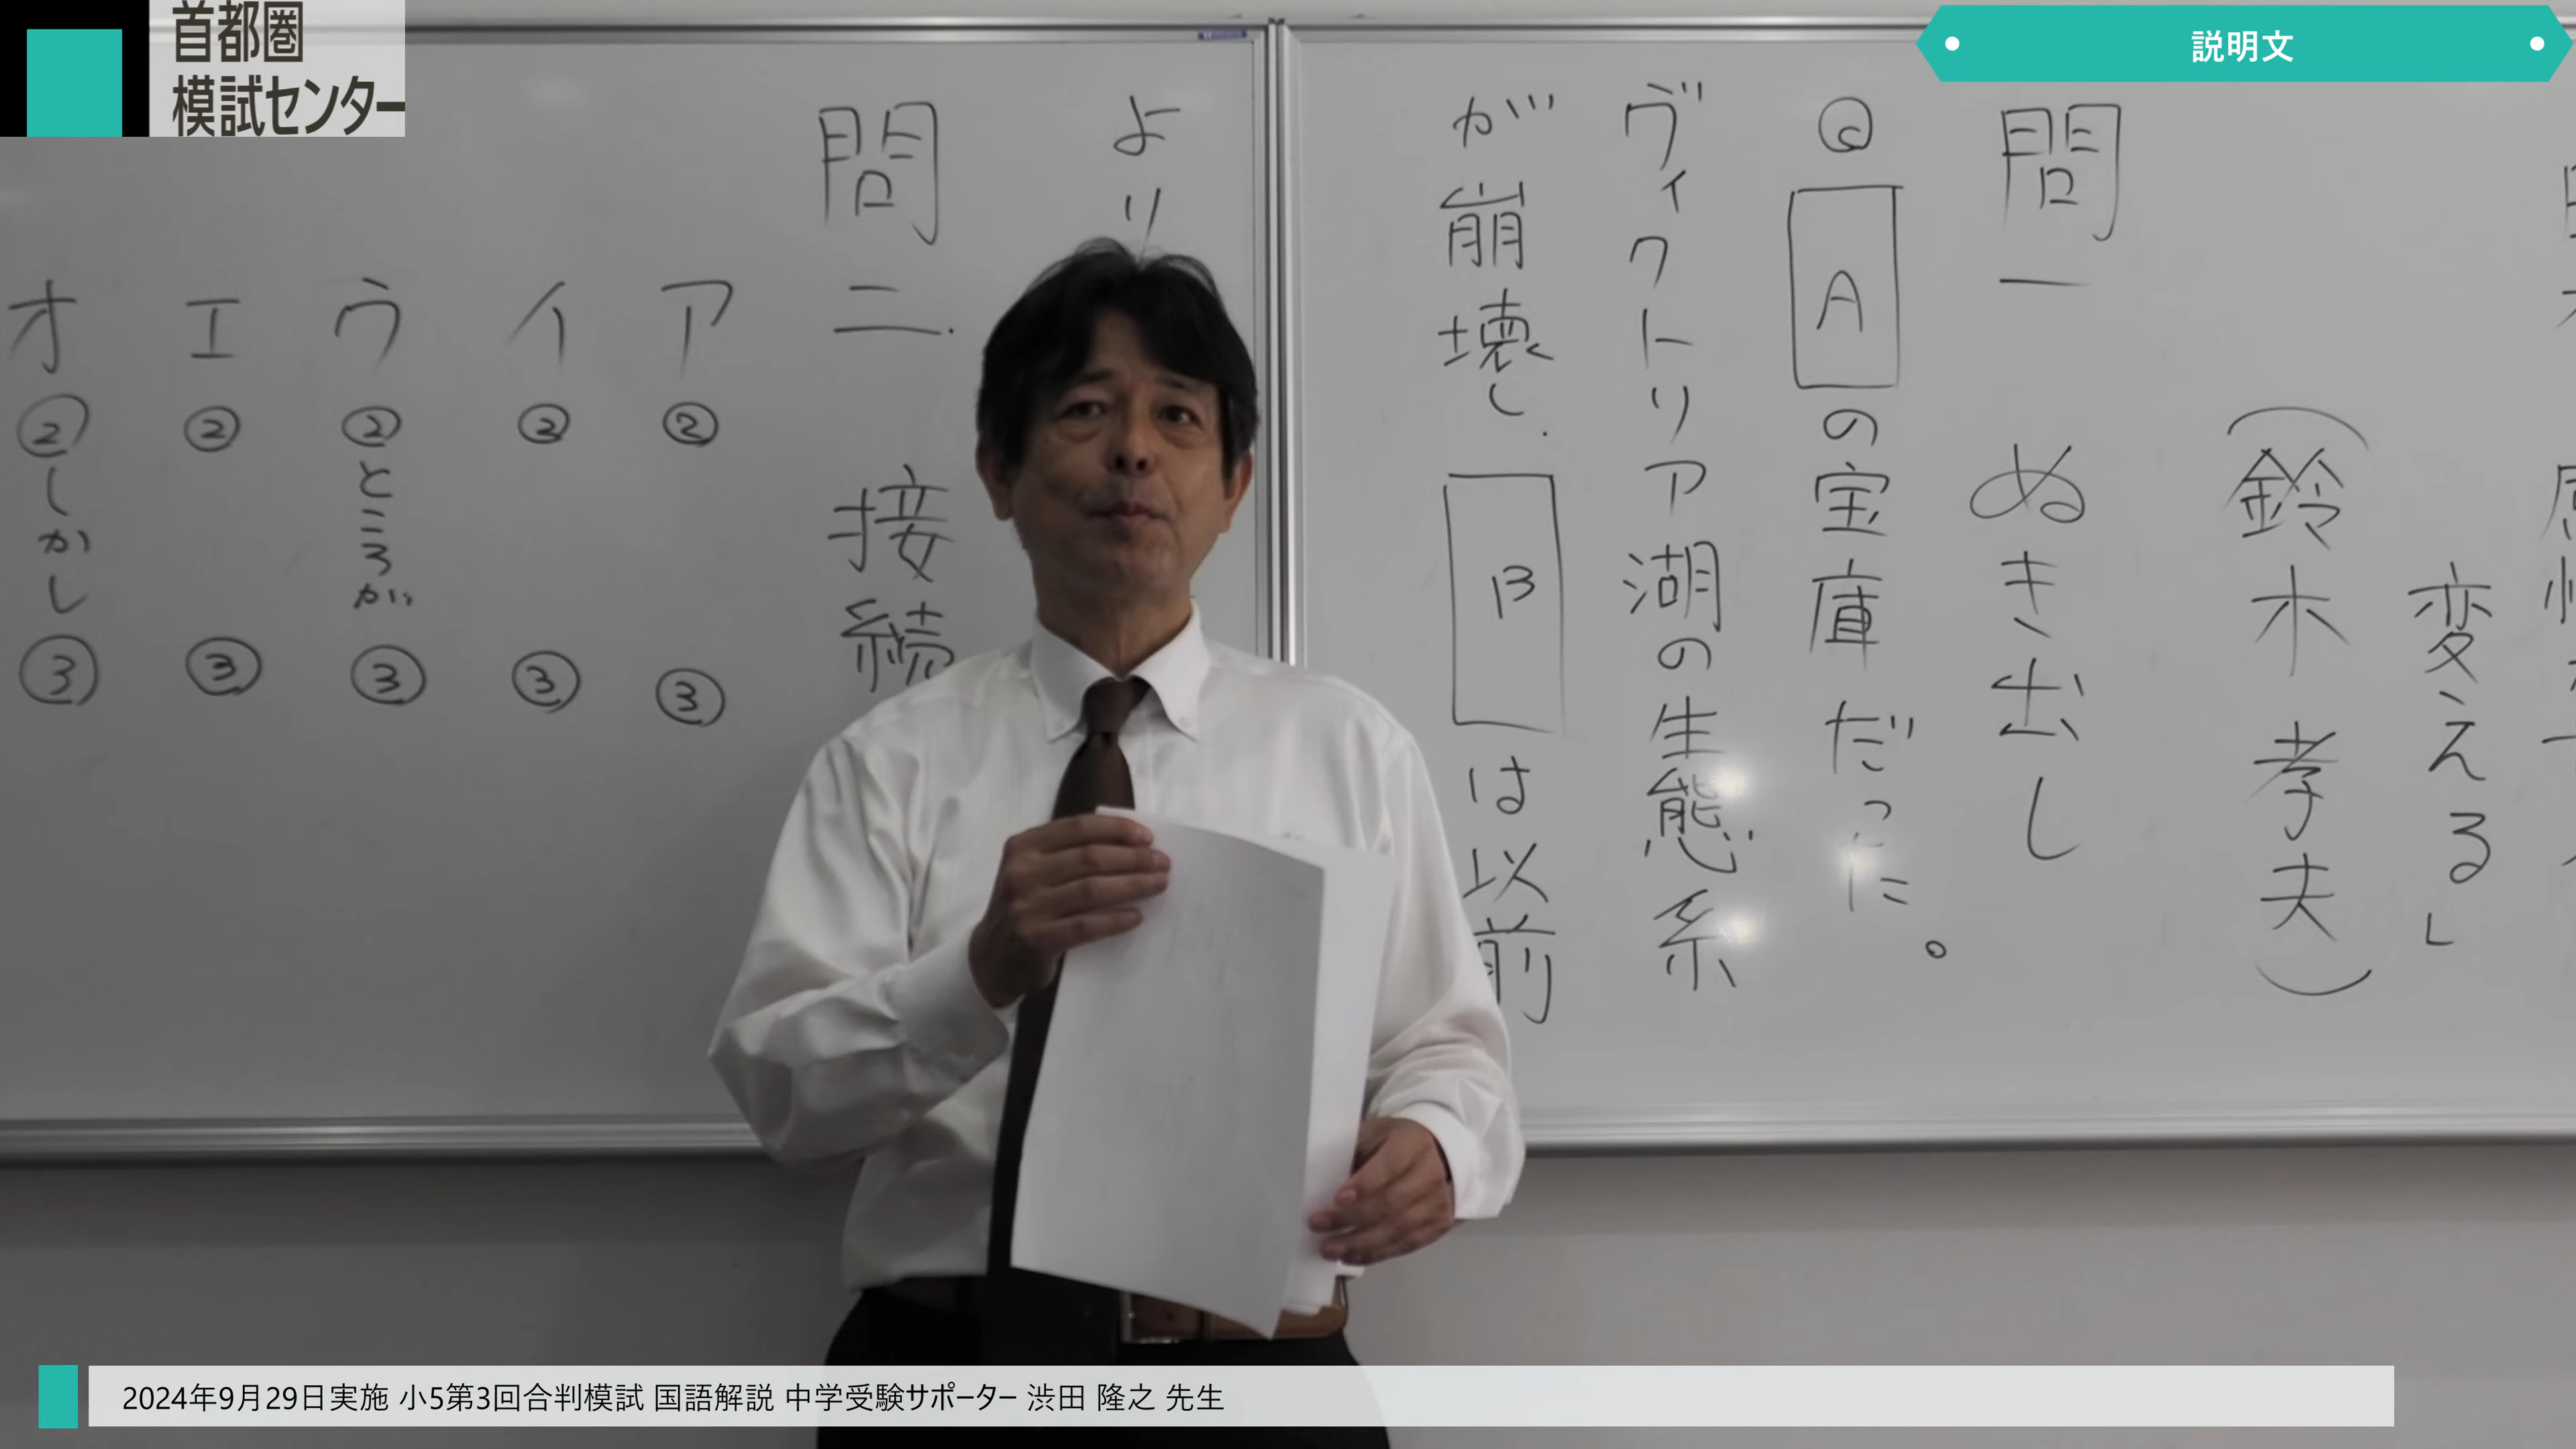 首都圏
模試センター
説明文
変える」
(鈴木孝夫)
問一 ぬき出し
Aの宝庫だった。
ヴィクトリア湖の生態系
が崩壊し、Bは以前
より
問二. 接続
ア ② ③
イ ② ③
ウ ②ところが ③
エ ② ③
オ ②しかし ③
2024年9月29日実施 小5第3回合判模試 国語解説 中学受験サポーター 渋田 隆之 先生